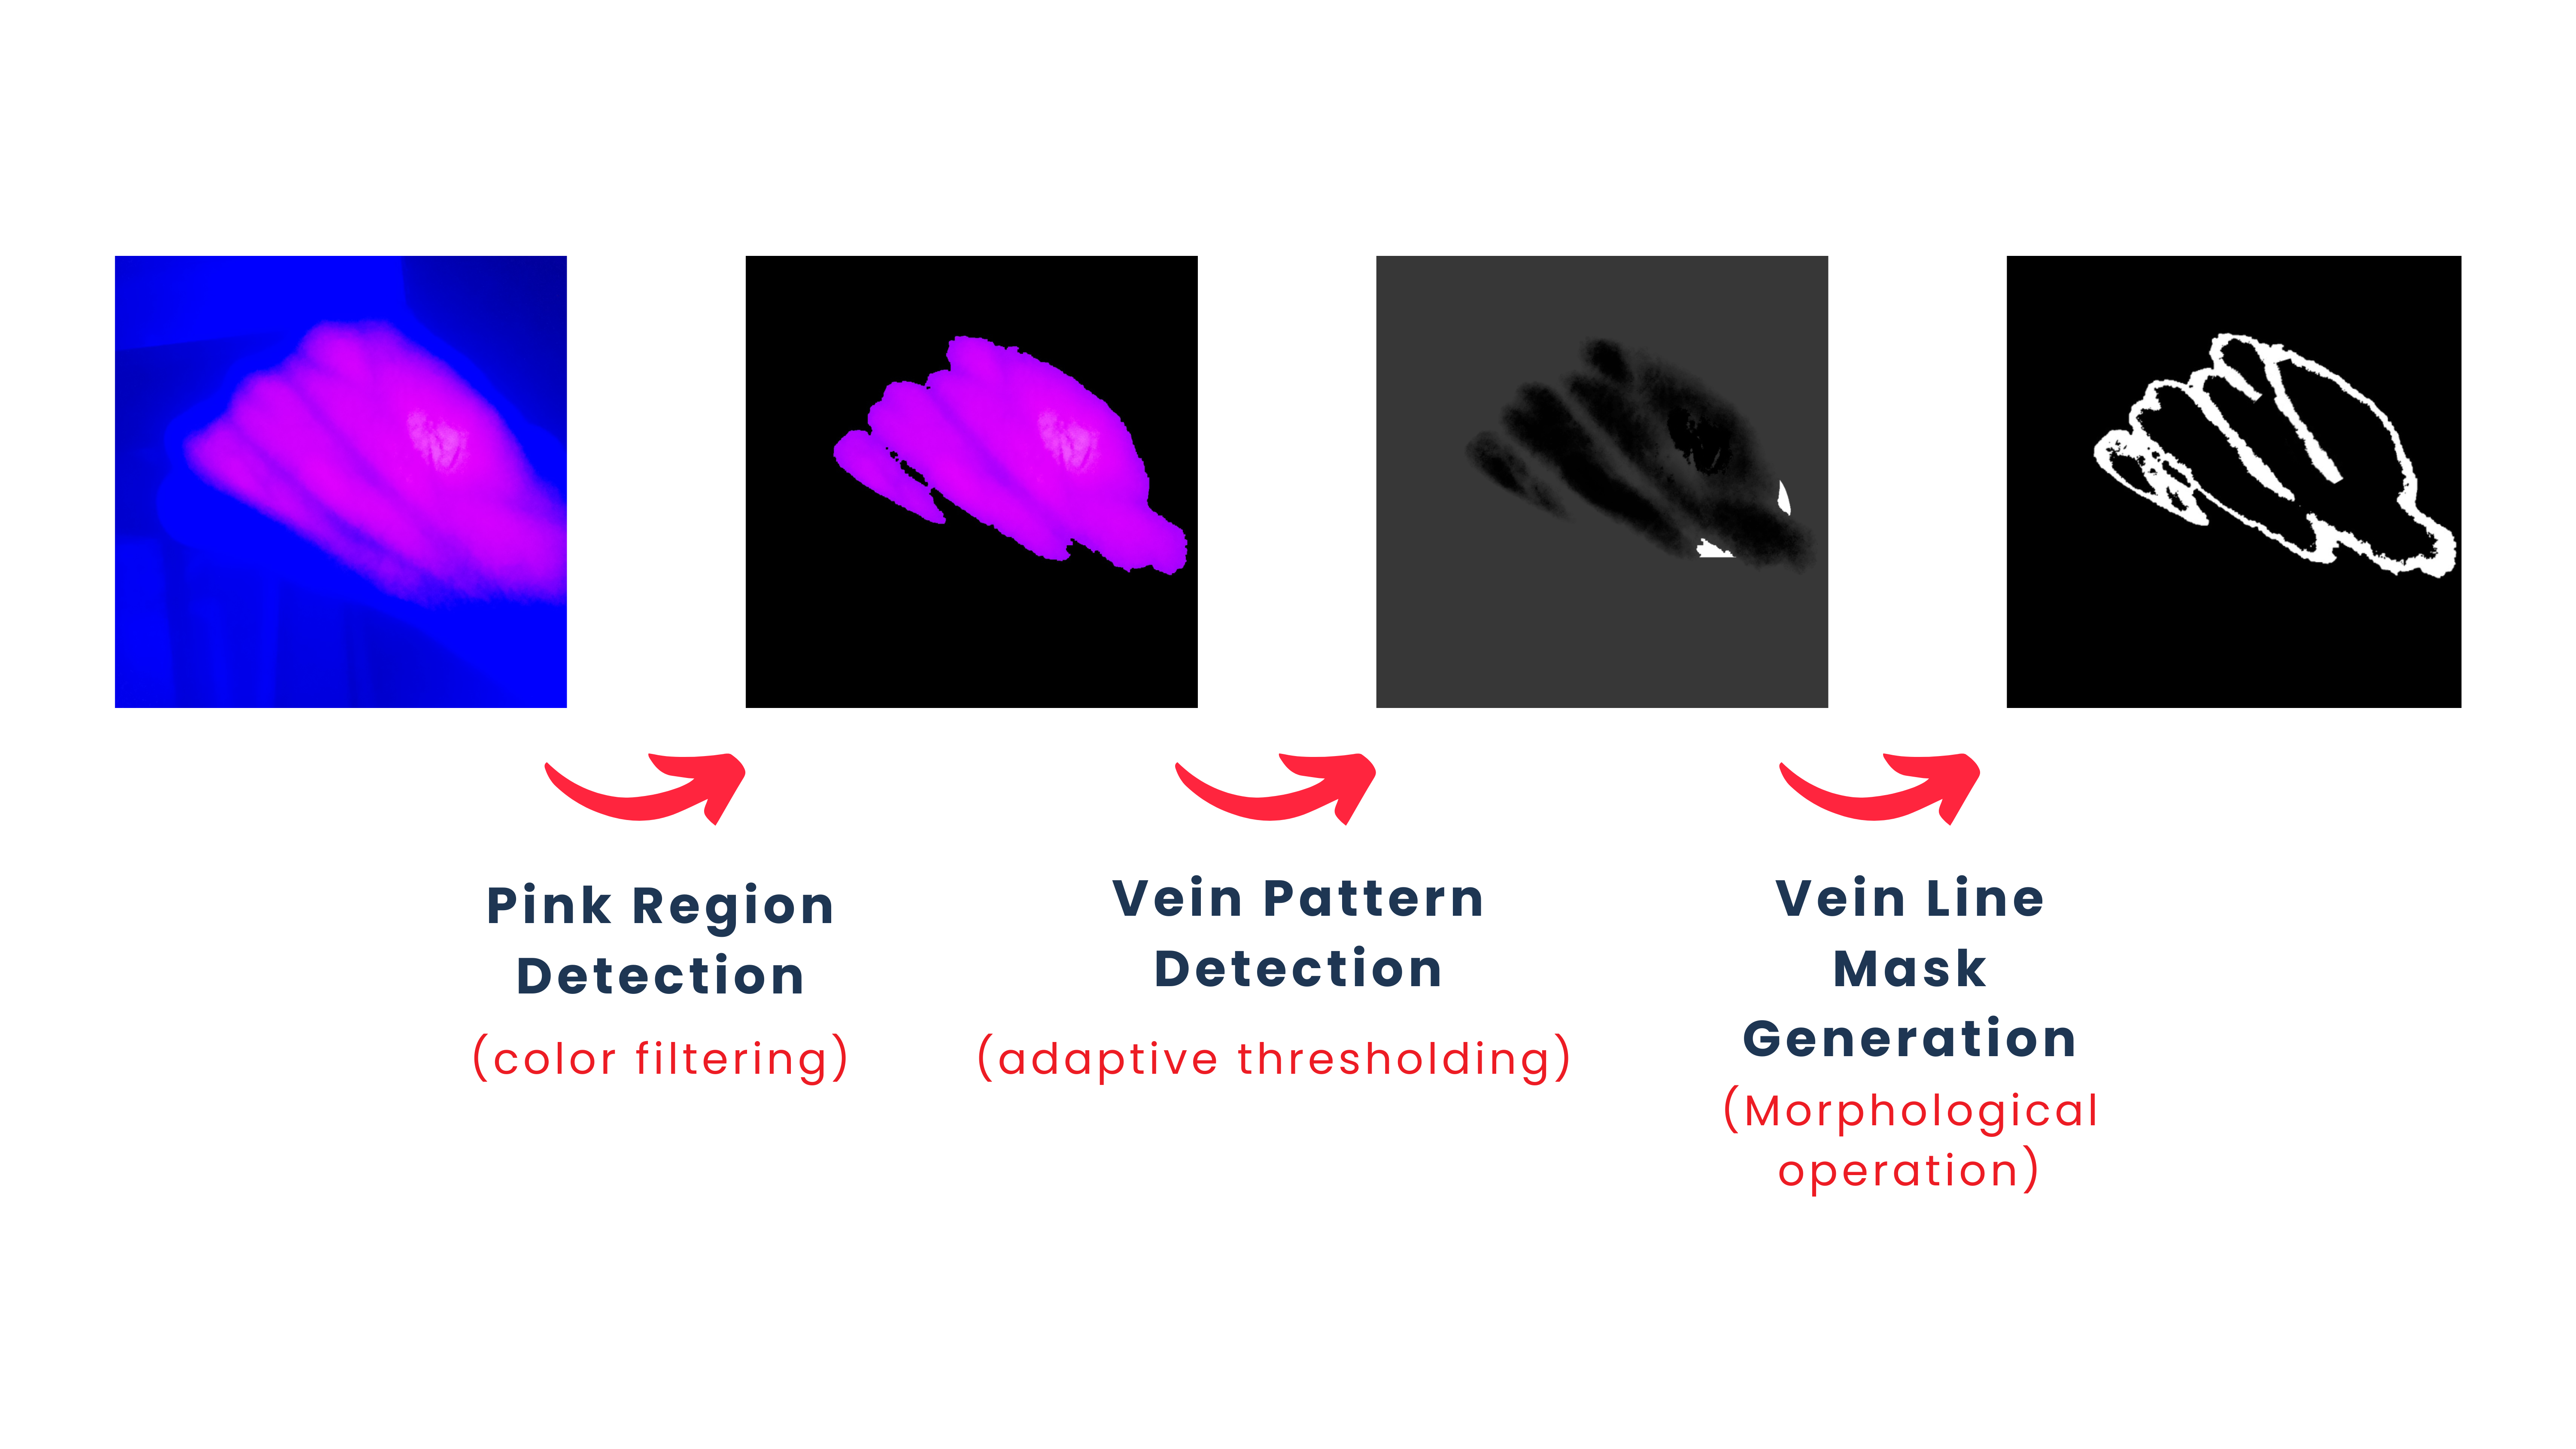 Pink Region
Detection
(color filtering)
Vein Pattern
Detection
(adaptive thresholding)
Vein Line
Mask
Generation
(Morphological
operation)